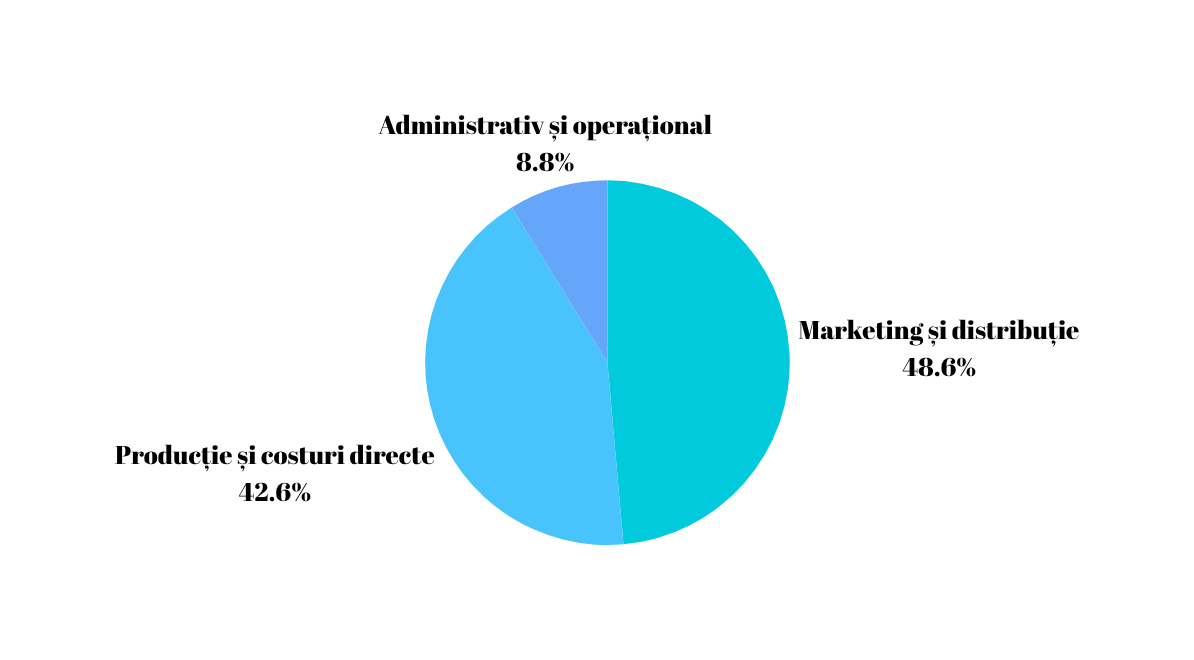 Administrativ și operațional
8.8%
Marketing și distribuție
48.6%
Producție și costuri directe
42.6%